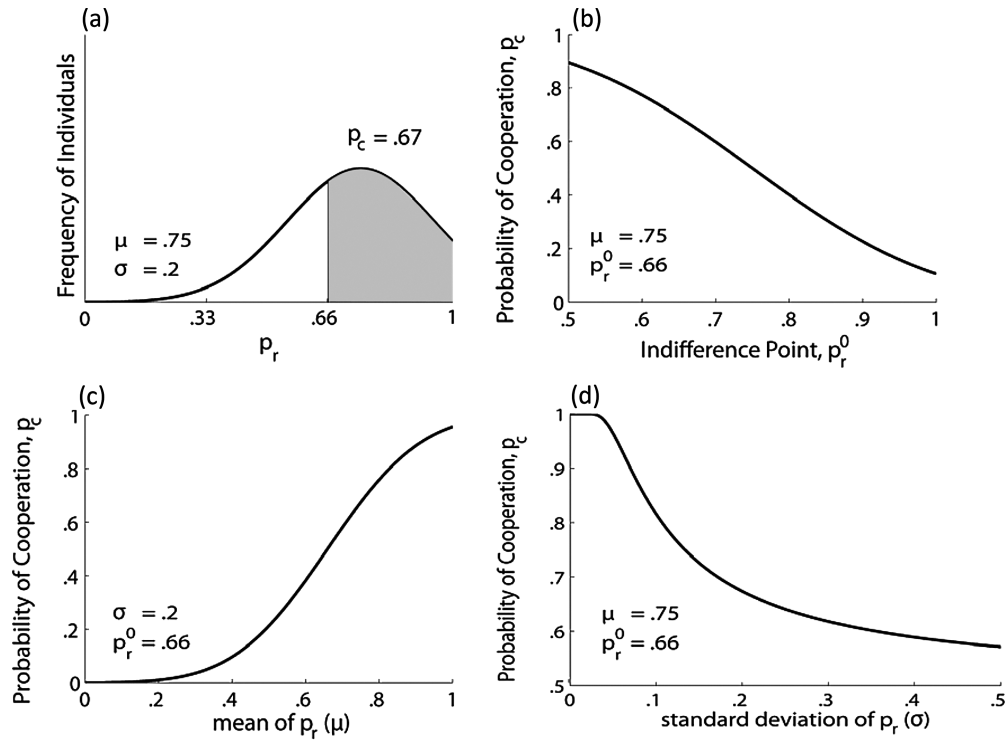 (a)
Frequency of Individuals
p_c = .67
μ = .75
σ = .2
0 .33 .66 1
p_r
(b)
Probability of Cooperation, p_c
1
.8
.6
.4
.2
0
μ = .75
p_r^0 = .66
.5 .6 .7 .8 .9 1
Indifference Point, p_r^0
(c)
Probability of Cooperation, p_c
1
.8
.6
.4
.2
0
σ = .2
p_r^0 = .66
0 .2 .4 .6 .8 1
mean of p_r (μ)
(d)
Probability of Cooperation, p_c
1
.9
.8
.7
.6
.5
μ = .75
p_r^0 = .66
0 .1 .2 .3 .4 .5
standard deviation of p_r (σ)